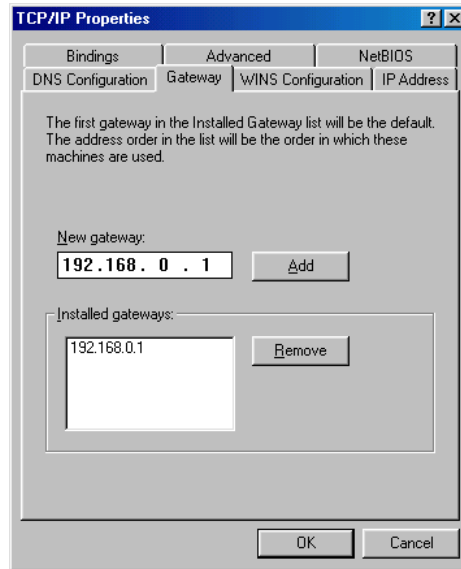 TCP/IP Properties
? x
Bindings Advanced NetBIOS
DNS Configuration Gateway WINS Configuration IP Address
The first gateway in the Installed Gateway list will be the default.
The address order in the list will be the order in which these
machines are used.
New gateway:
192.168. 0 . 1 Add
Installed gateways:
192.168.0.1 Remove
OK Cancel